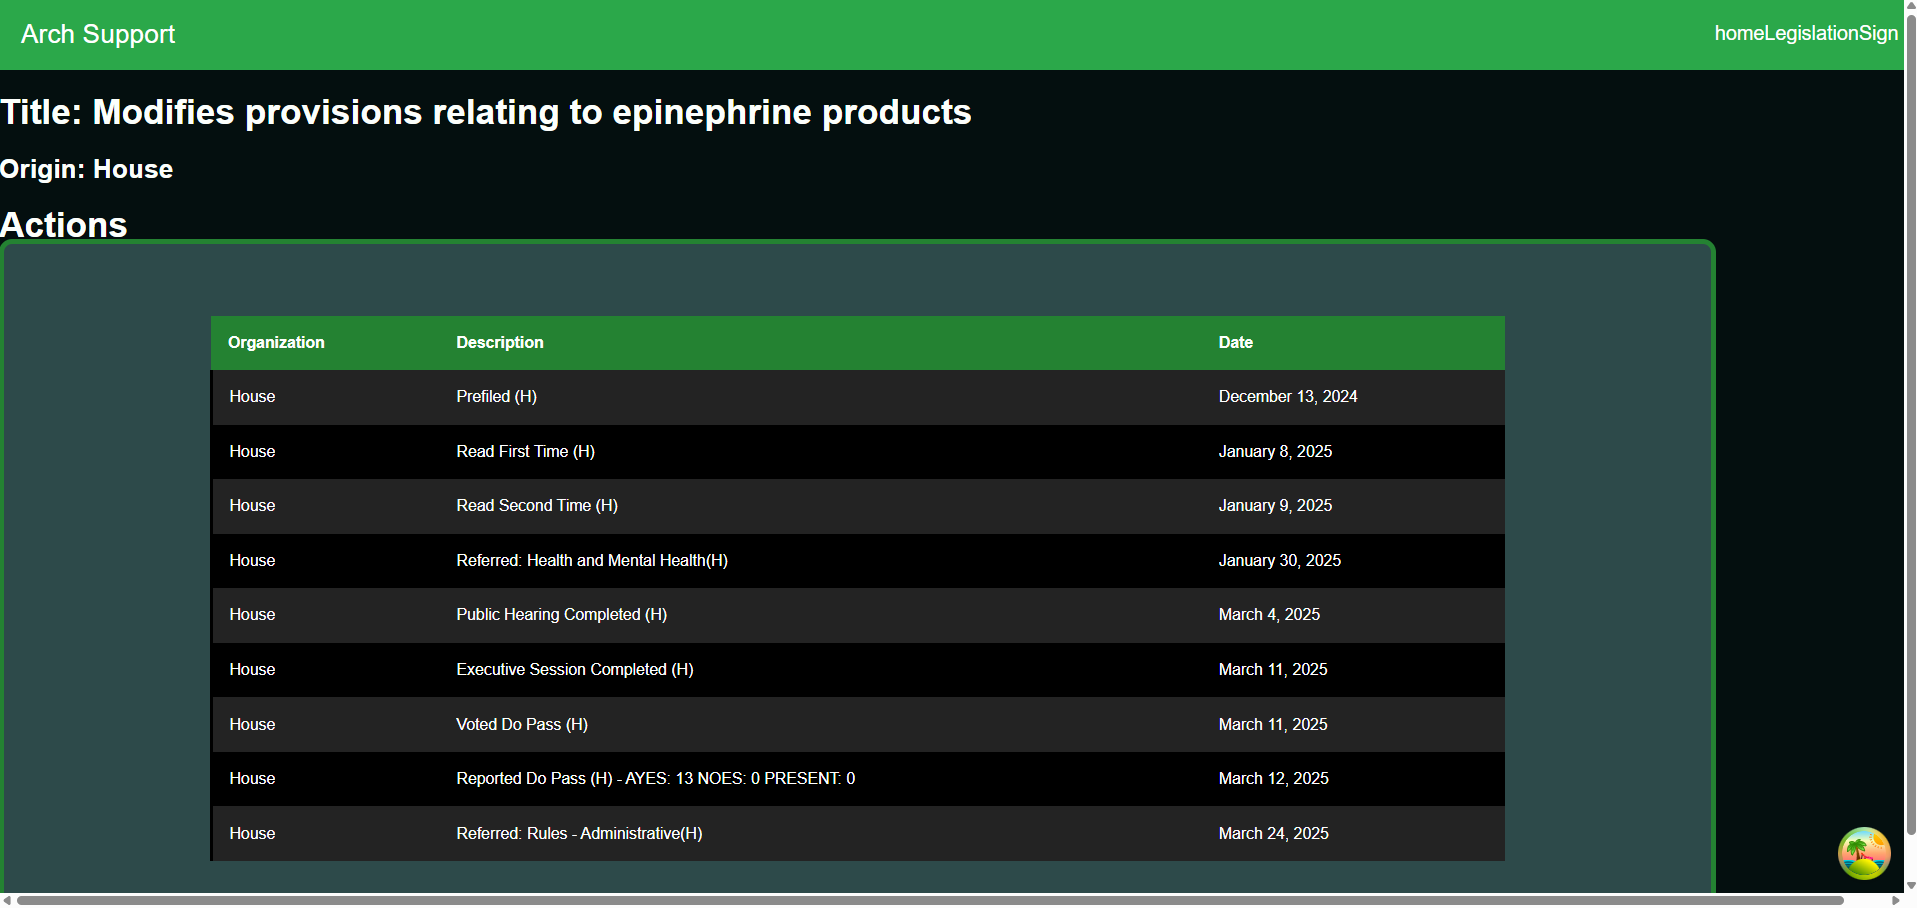 Arch Support
homeLegislationSign
Title: Modifies provisions relating to epinephrine products
Origin: House
Actions
Organization Description Date
House Prefiled (H) December 13, 2024
House Read First Time (H) January 8, 2025
House Read Second Time (H) January 9, 2025
House Referred: Health and Mental Health(H) January 30, 2025
House Public Hearing Completed (H) March 4, 2025
House Executive Session Completed (H) March 11, 2025
House Voted Do Pass (H) March 11, 2025
House Reported Do Pass (H) - AYES: 13 NOES: 0 PRESENT: 0 March 12, 2025
House Referred: Rules - Administrative(H) March 24, 2025